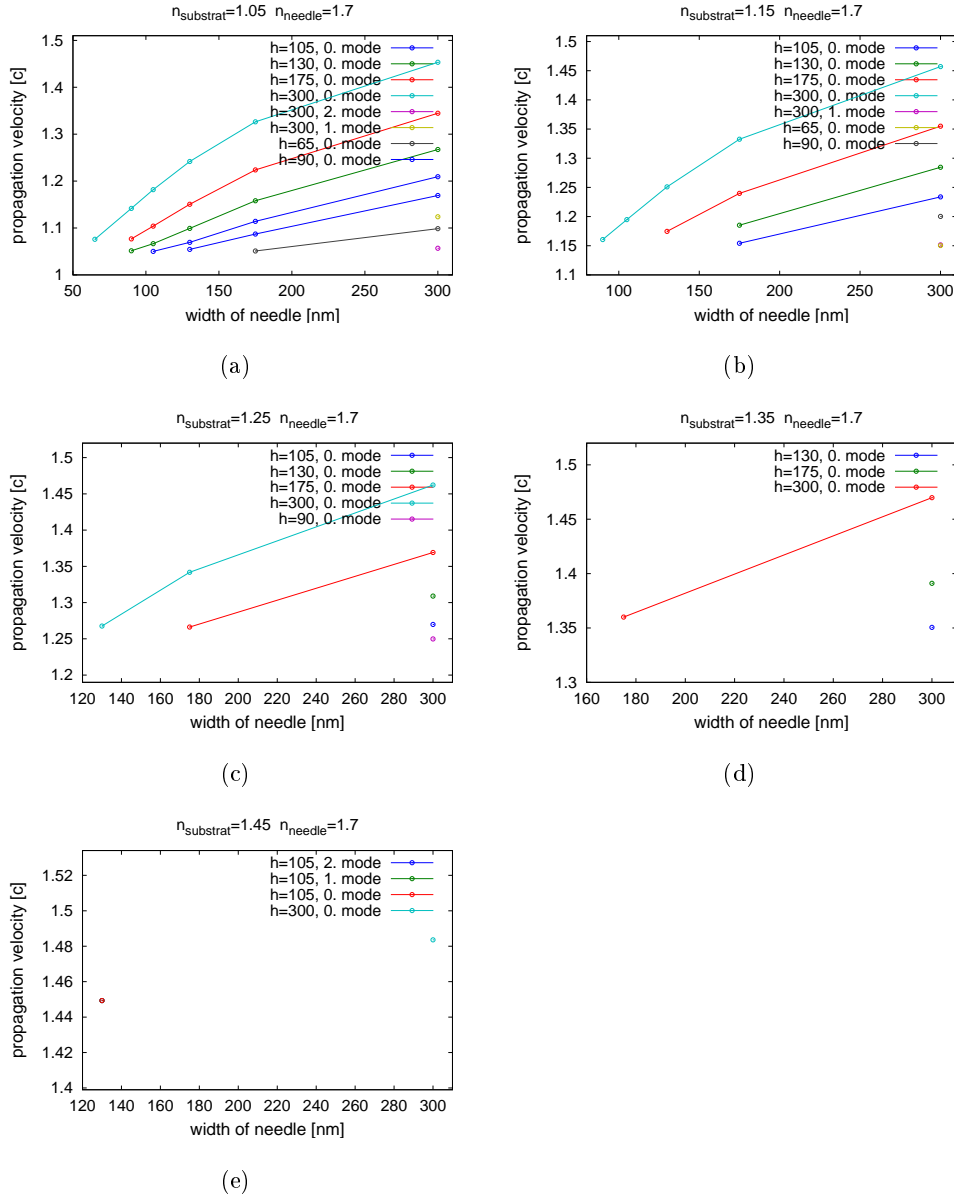 n_substrat=1.05 n_needle=1.7
propagation velocity [c]
1.5
1.4
1.3
1.2
1.1
1
h=105, 0. mode
h=130, 0. mode
h=175, 0. mode
h=300, 0. mode
h=300, 2. mode
h=300, 1. mode
h=65, 0. mode
h=90, 0. mode
50 100 150 200 250 300
width of needle [nm]
(a)
n_substrat=1.15 n_needle=1.7
propagation velocity [c]
1.5
1.45
1.4
1.35
1.3
1.25
1.2
1.15
1.1
h=105, 0. mode
h=130, 0. mode
h=175, 0. mode
h=300, 0. mode
h=300, 1. mode
h=65, 0. mode
h=90, 0. mode
100 150 200 250 300
width of needle [nm]
(b)
n_substrat=1.25 n_needle=1.7
propagation velocity [c]
1.5
1.45
1.4
1.35
1.3
1.25
1.2
h=105, 0. mode
h=130, 0. mode
h=175, 0. mode
h=300, 0. mode
h=90, 0. mode
120 140 160 180 200 220 240 260 280 300
width of needle [nm]
(c)
n_substrat=1.35 n_needle=1.7
propagation velocity [c]
1.5
1.45
1.4
1.35
1.3
h=130, 0. mode
h=175, 0. mode
h=300, 0. mode
160 180 200 220 240 260 280 300
width of needle [nm]
(d)
n_substrat=1.45 n_needle=1.7
propagation velocity [c]
1.52
1.5
1.48
1.46
1.44
1.42
1.4
h=105, 2. mode
h=105, 1. mode
h=105, 0. mode
h=300, 0. mode
120 140 160 180 200 220 240 260 280 300
width of needle [nm]
(e)